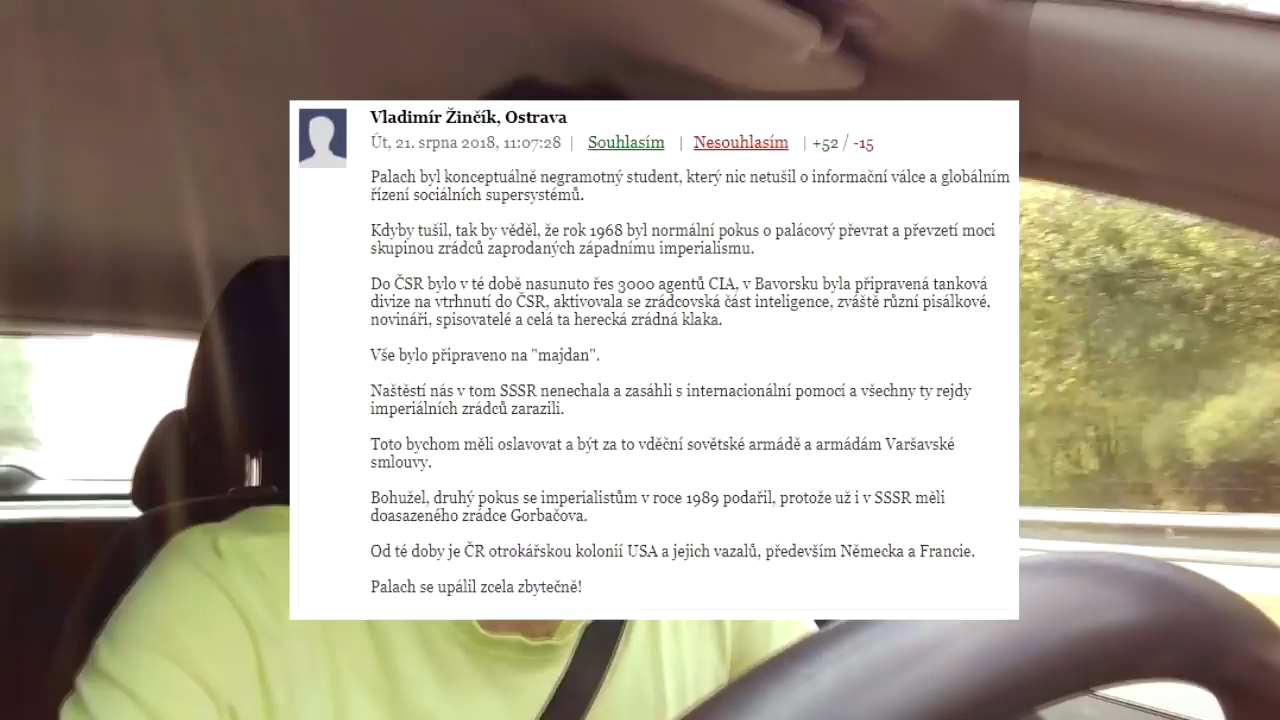 Vladimír Žinčík, Ostrava
Út, 21. srpna 2018, 11:07:28 | Souhlasím | Nesouhlasím | +52 / -15
Palach byl konceptuálně negramotný student, který nic netušil o informační válce a globálním
řízení sociálních supersystémů.
Kdyby tušil, tak by věděl, že rok 1968 byl normální pokus o palácový převrat a převzetí moci
skupinou zrádců zaprodaných západnímu imperialismu.
Do ČSR bylo v té době nasunuto řes 3000 agentů CIA, v Bavorsku byla připravená tanková
divize na vtrhnutí do ČSR, aktivovala se zrádcovská část inteligence, zvláště různí pisálkové,
novináři, spisovatelé a celá ta herecká zrádná klaka.
Vše bylo připraveno na "majdan".
Naštěstí nás v tom SSSR nenechala a zasáhli s internacionální pomocí a všechny ty rejdy
imperiálních zrádců zarazili.
Toto bychom měli oslavovat a být za to vděční sovětské armádě a armádám Varšavské
smlouvy.
Bohužel, druhý pokus se imperialistům v roce 1989 podařil, protože už i v SSSR měli
doasazeného zrádce Gorbačova.
Od té doby je ČR otrokářskou kolonií USA a jejich vazalů, především Německa a Francie.
Palach se upálil zcela zbytečně!